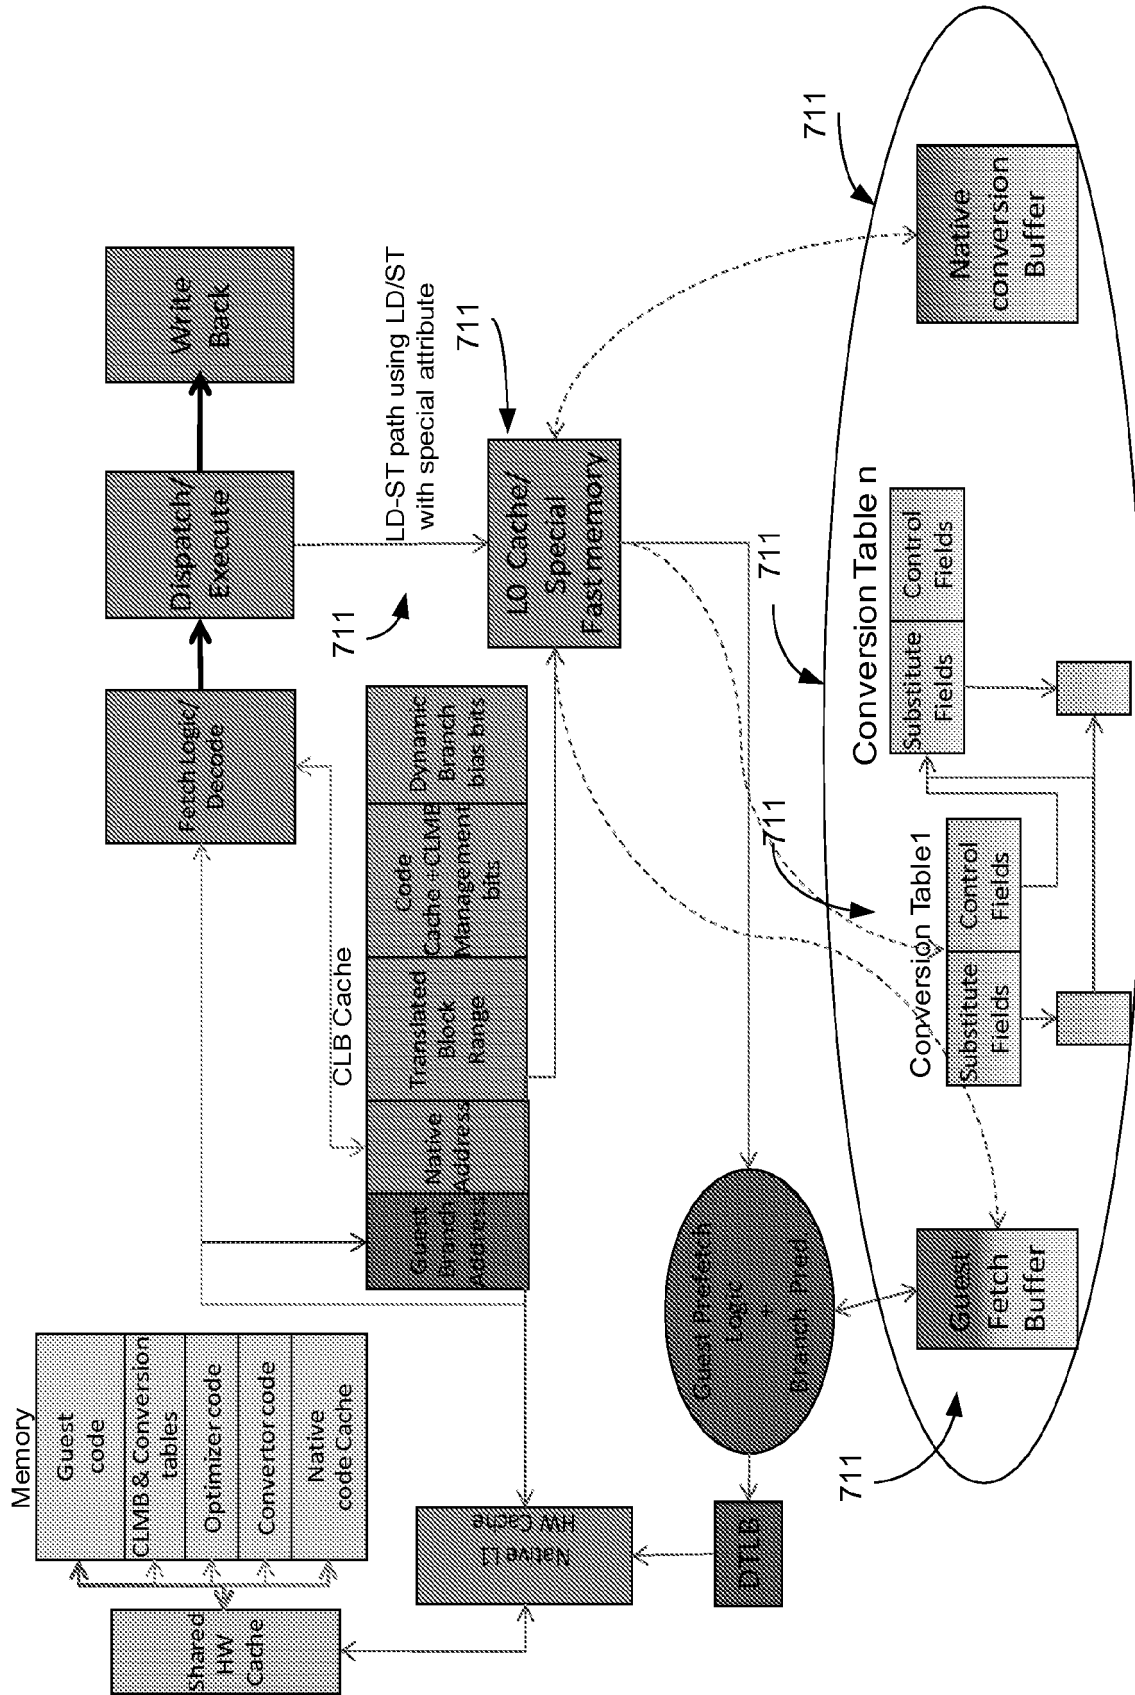 Memory
Guest
code
CLMB & Conversion
tables
Optimizer code
Convertor code
Native
code Cache
Shared
HW
Cache
Native L1
HW Cache
DTLB
Fetch Logic/
Decode
Dispatch/
Execute
Write
Back
CLB Cache
Guest
Branch
Address
Native
Address
Translated
Block
Range
Code
Cache +CLMB
Management
bits
Dynamic
Branch
bias bits
LD-ST path using LD/ST
with special attribute
711
711
L0 Cache/
Special
Fast memory
Guest Prefetch
Logic
+
Branch Pred
711
711
711
711
Guest
Fetch
Buffer
Conversion Table1
Substitute
Fields
Control
Fields
Conversion Table n
Substitute
Fields
Control
Fields
Native
conversion
Buffer